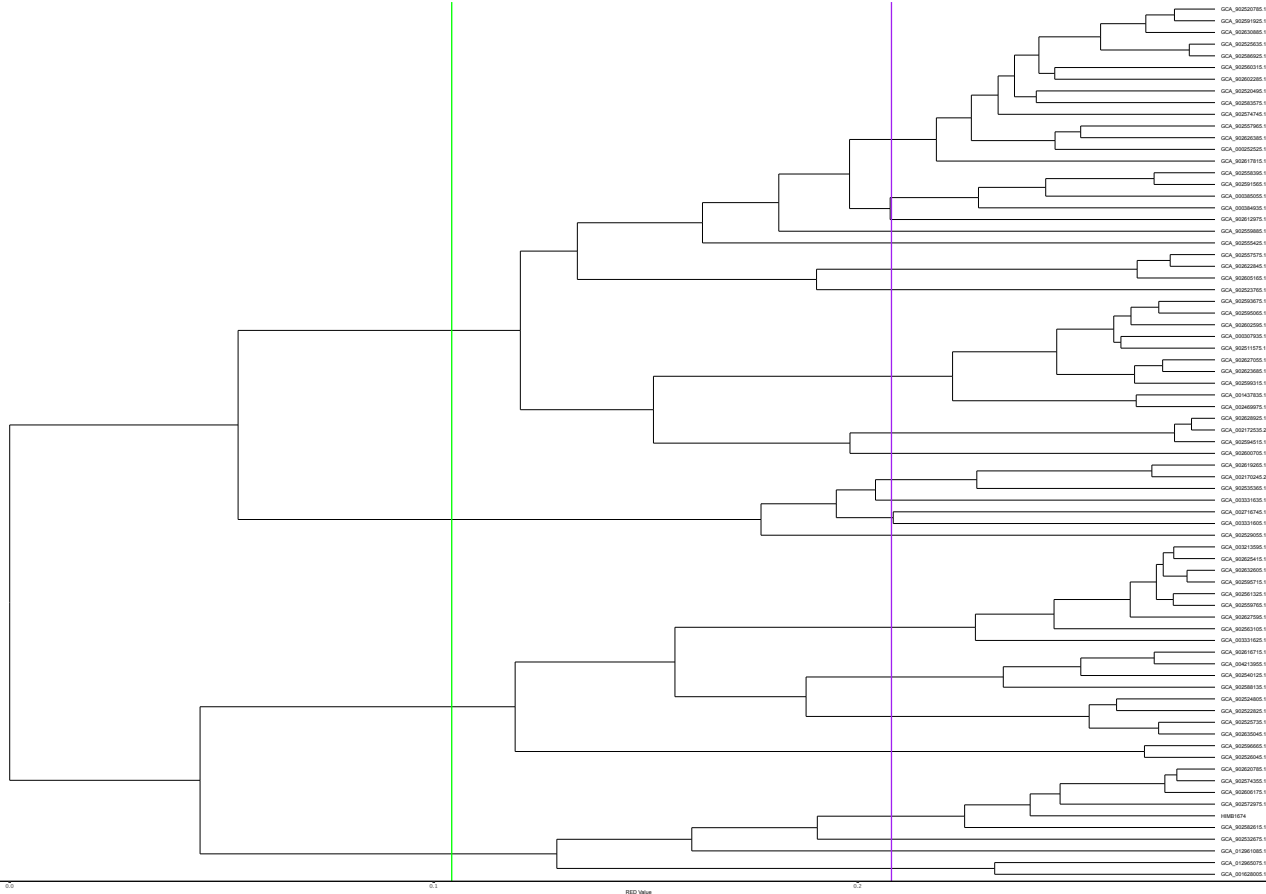 GCA_902520785.1
GCA_902591925.1
GCA_902630885.1
GCA_902525635.1
GCA_902586925.1
GCA_902560315.1
GCA_902602285.1
GCA_902520495.1
GCA_902583575.1
GCA_902574745.1
GCA_902557965.1
GCA_902626385.1
GCA_000252525.1
GCA_902617815.1
GCA_902558395.1
GCA_902591565.1
GCA_000385055.1
GCA_000384935.1
GCA_902612975.1
GCA_902559885.1
GCA_902555425.1
GCA_902557575.1
GCA_902622845.1
GCA_902605165.1
GCA_902523765.1
GCA_902593675.1
GCA_902595065.1
GCA_902602595.1
GCA_000307935.1
GCA_902511575.1
GCA_902627055.1
GCA_902623685.1
GCA_902599315.1
GCA_001437835.1
GCA_002469975.1
GCA_902628925.1
GCA_002172535.2
GCA_902594515.1
GCA_902600705.1
GCA_902619265.1
GCA_002170245.2
GCA_902535365.1
GCA_003331635.1
GCA_002716745.1
GCA_003331605.1
GCA_902529055.1
GCA_003213595.1
GCA_902625415.1
GCA_902632605.1
GCA_902595715.1
GCA_902561325.1
GCA_902559765.1
GCA_902627595.1
GCA_902563105.1
GCA_003331625.1
GCA_902616715.1
GCA_004213955.1
GCA_902540125.1
GCA_902588135.1
GCA_902524805.1
GCA_902522825.1
GCA_902525735.1
GCA_902635045.1
GCA_902596665.1
GCA_902526045.1
GCA_902620785.1
GCA_902574355.1
GCA_902606175.1
GCA_902572975.1
HIMB1674
GCA_902582615.1
GCA_902532675.1
GCA_012961085.1
GCA_012965075.1
GCA_001628005.1
0.0 0.1 0.2
RED Value